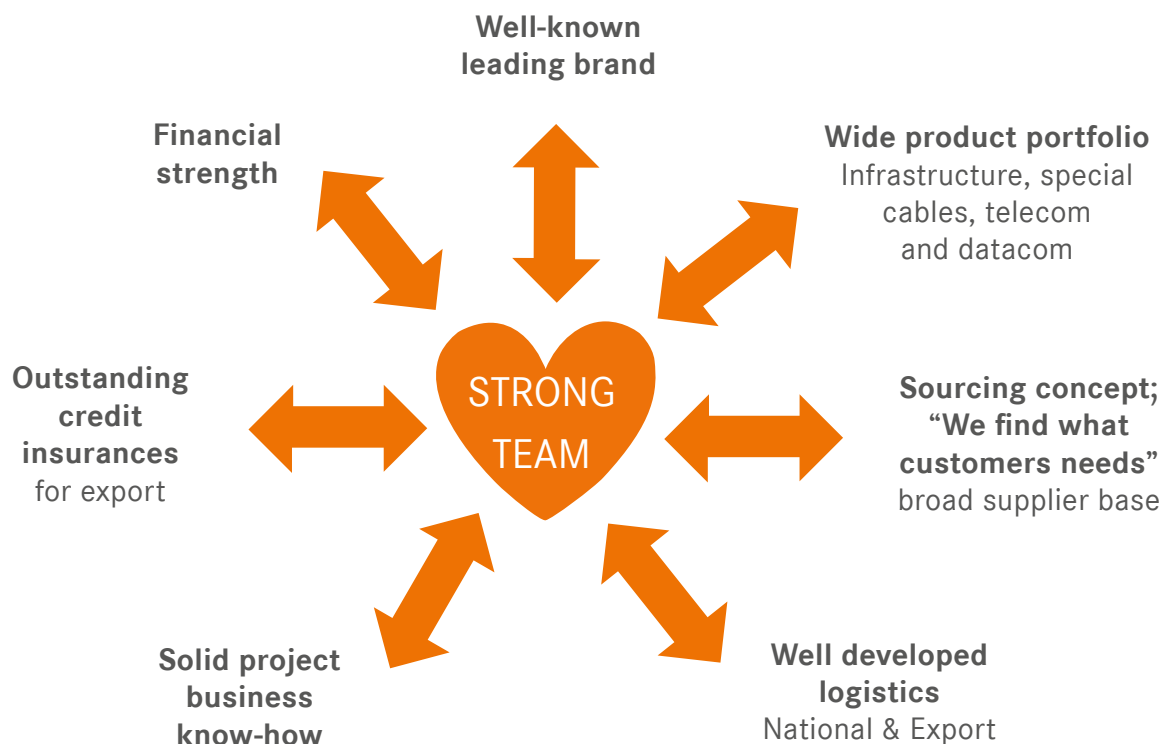 Well-known
leading brand
Financial
strength
Wide product portfolio
Infrastructure, special
cables, telecom
and datacom
STRONG
TEAM
Outstanding
credit
insurances
for export
Sourcing concept;
“We find what
customers needs”
broad supplier base
Solid project
business
know-how
Well developed
logistics
National & Export